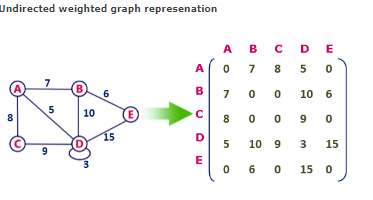 Undirected weighted graph represenation
A B C D E
A 0 7 8 5 0
B 7 0 0 10 6
C 8 0 0 9 0
D 5 10 9 3 15
E 0 6 0 15 0
7
A B
6
5
8 10
E
15
C D
9
3